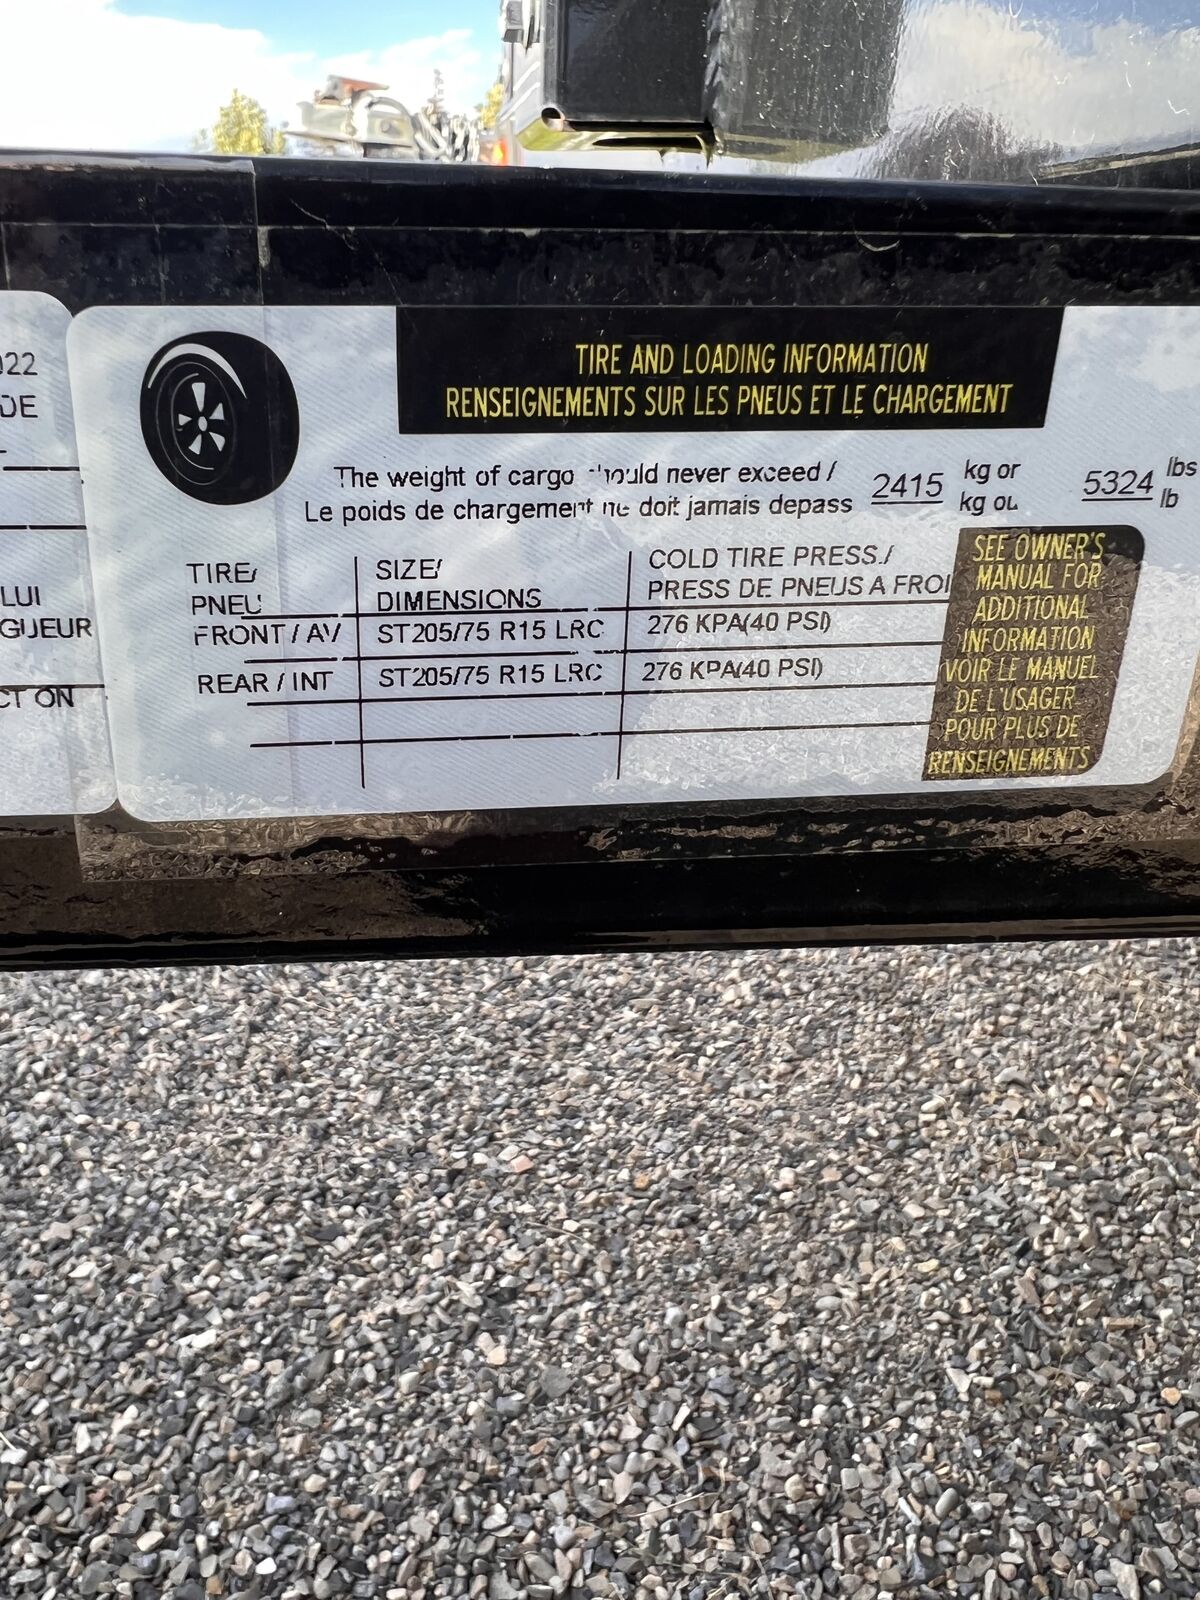 022
DE
LUI
GUEUR
CT ON
TIRE AND LOADING INFORMATION
RENSEIGNEMENTS SUR LES PNEUS ET LE CHARGEMENT
The weight of cargo should never exceed / 2415 kg or 5324 lbs
Le poids de chargement ne doit jamais depass kg ou lb
TIRE/ SIZE/ COLD TIRE PRESS./
PNEU DIMENSIONS PRESS DE PNEUS A FROI
FRONT / AV ST205/75 R15 LRC 276 KPA(40 PSI)
REAR / INT ST205/75 R15 LRC 276 KPA(40 PSI)
SEE OWNER'S
MANUAL FOR
ADDITIONAL
INFORMATION
VOIR LE MANUEL
DE L'USAGER
POUR PLUS DE
RENSEIGNEMENTS